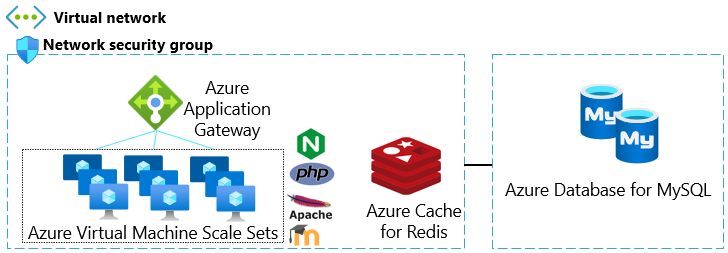 Virtual network
Network security group
Azure
Application
Gateway
N
php
Apache
m
Azure Virtual Machine Scale Sets
Azure Cache
for Redis
My
My
Azure Database for MySQL